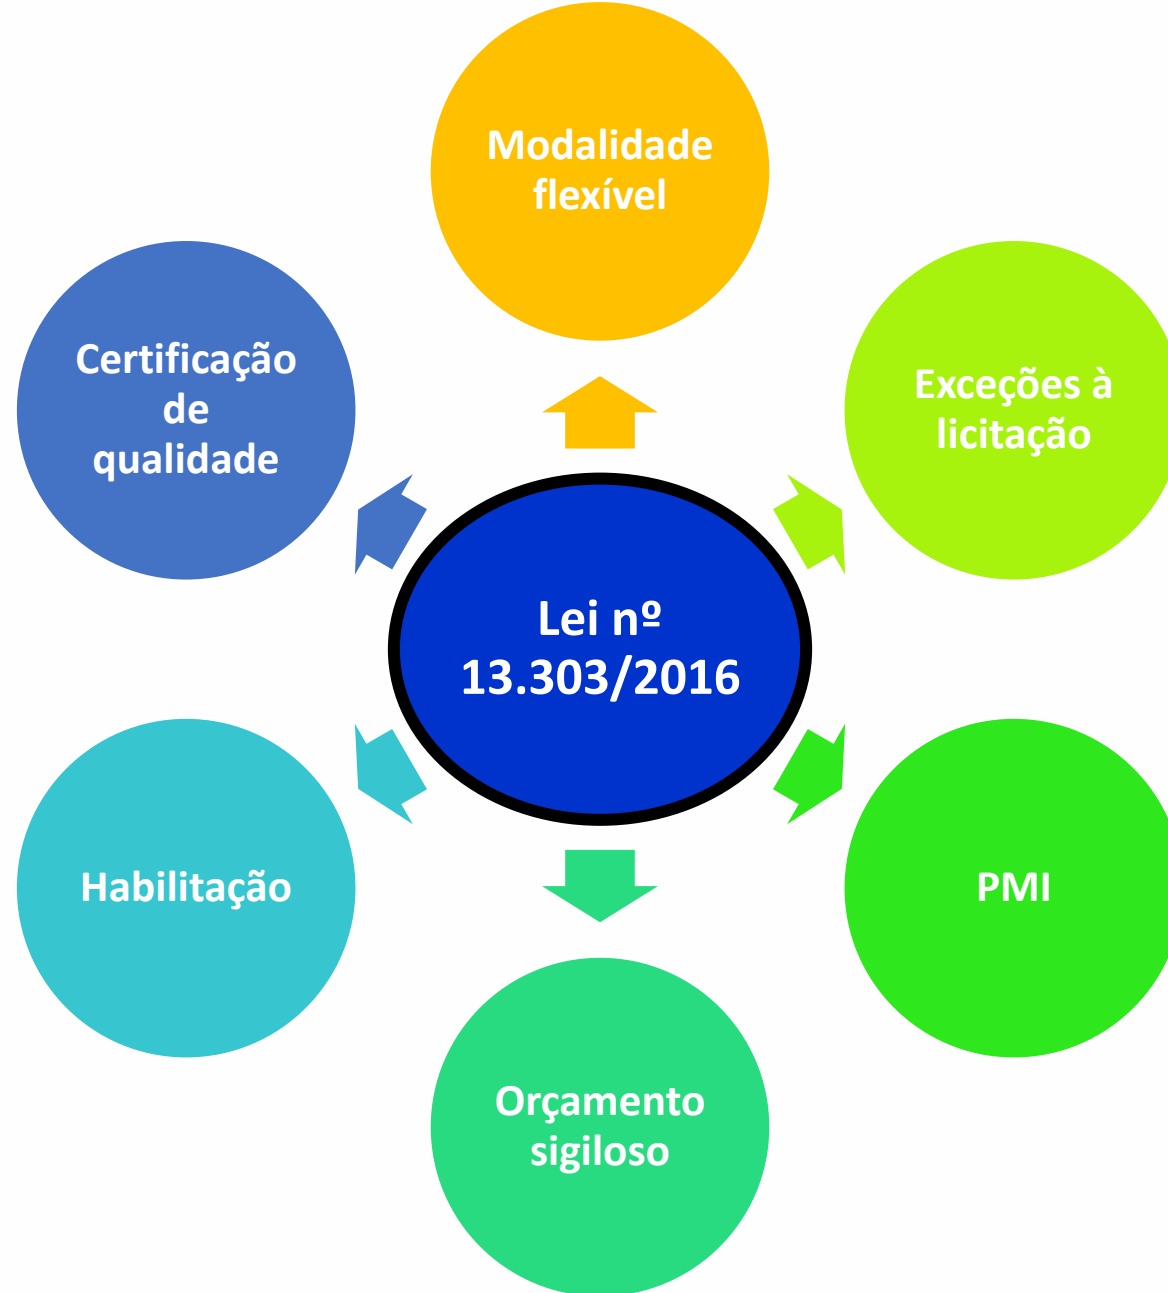 Modalidade
flexível
Certificação
de
qualidade
Exceções à
licitação
Lei nº
13.303/2016
Habilitação
PMI
Orçamento
sigiloso